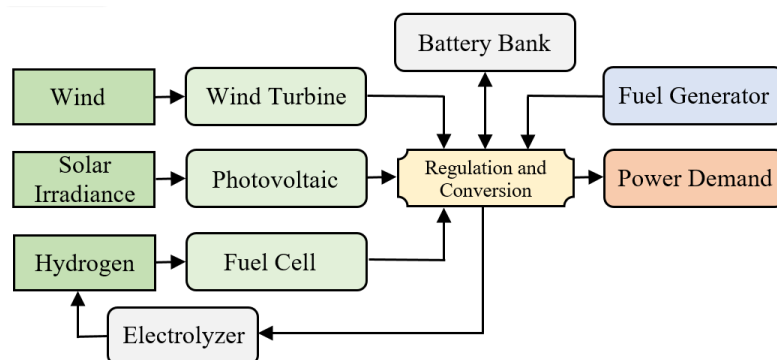 Battery Bank
Wind
Wind Turbine
Fuel Generator
Solar
Irradiance
Photovoltaic
Regulation and
Conversion
Power Demand
Hydrogen
Fuel Cell
Electrolyzer